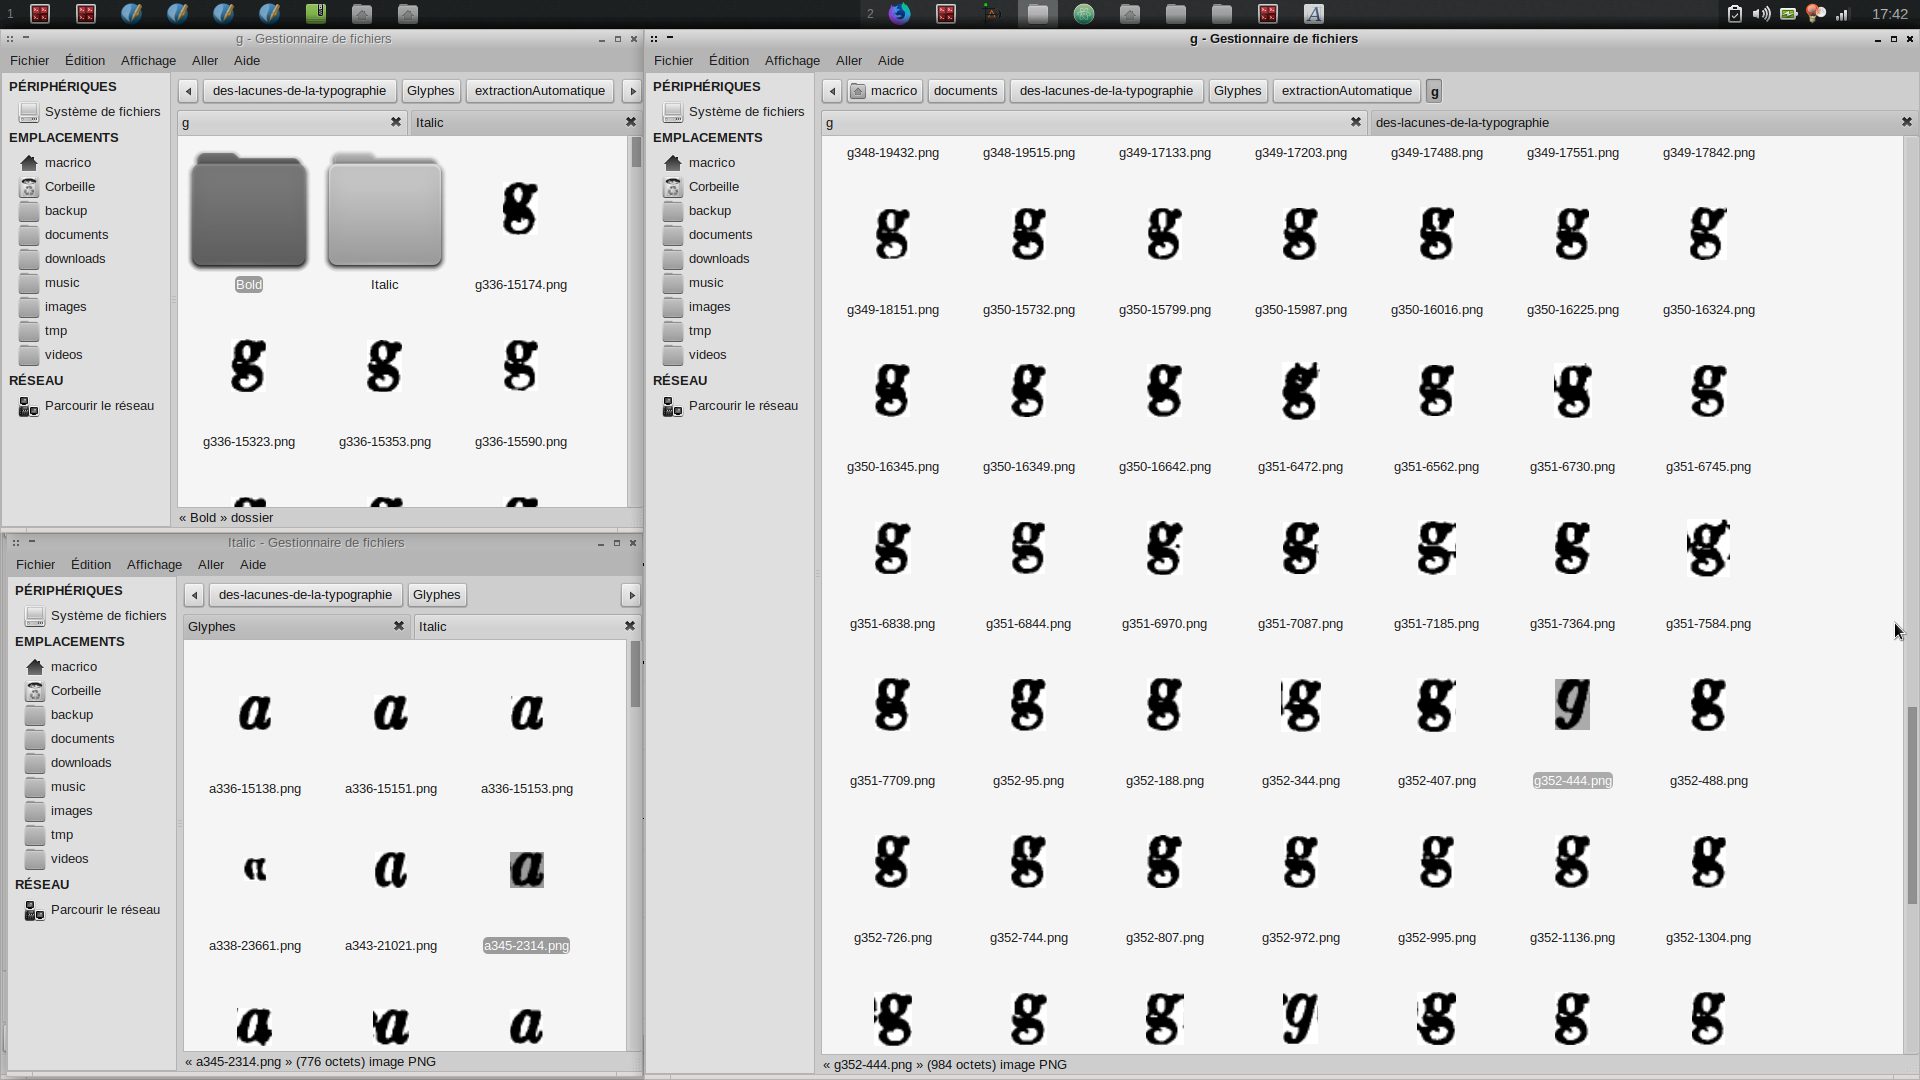 1
2
17:42
g - Gestionnaire de fichiers
Fichier Édition Affichage Aller Aide
PÉRIPHÉRIQUES
Système de fichiers
EMPLACEMENTS
macrico
Corbeille
backup
documents
downloads
music
images
tmp
videos
RÉSEAU
Parcourir le réseau
des-lacunes-de-la-typographie Glyphes extractionAutomatique
g Italic
g
Bold Italic g336-15174.png
g g g
g336-15323.png g336-15353.png g336-15590.png
« Bold » dossier
Italic - Gestionnaire de fichiers
Fichier Édition Affichage Aller Aide
PÉRIPHÉRIQUES
Système de fichiers
EMPLACEMENTS
macrico
Corbeille
backup
documents
downloads
music
images
tmp
videos
RÉSEAU
Parcourir le réseau
des-lacunes-de-la-typographie Glyphes
Glyphes Italic
a a a
a336-15138.png a336-15151.png a336-15153.png
a a a
a338-23661.png a343-21021.png a345-2314.png
a a a
« a345-2314.png » (776 octets) image PNG
g - Gestionnaire de fichiers
Fichier Édition Affichage Aller Aide
PÉRIPHÉRIQUES
Système de fichiers
EMPLACEMENTS
macrico
Corbeille
backup
documents
downloads
music
images
tmp
videos
RÉSEAU
Parcourir le réseau
macrico documents des-lacunes-de-la-typographie Glyphes extractionAutomatique g
g des-lacunes-de-la-typographie
g348-19432.png g348-19515.png g349-17133.png g349-17203.png g349-17488.png g349-17551.png g349-17842.png
g g g g g g g
g349-18151.png g350-15732.png g350-15799.png g350-15987.png g350-16016.png g350-16225.png g350-16324.png
g g g g g g g
g350-16345.png g350-16349.png g350-16642.png g351-6472.png g351-6562.png g351-6730.png g351-6745.png
g g g g g g g
g351-6838.png g351-6844.png g351-6970.png g351-7087.png g351-7185.png g351-7364.png g351-7584.png
g g g g g g g
g351-7709.png g352-95.png g352-188.png g352-344.png g352-407.png g352-444.png g352-488.png
g g g g g g g
g352-726.png g352-744.png g352-807.png g352-972.png g352-995.png g352-1136.png g352-1304.png
g g g g g g g
« g352-444.png » (984 octets) image PNG